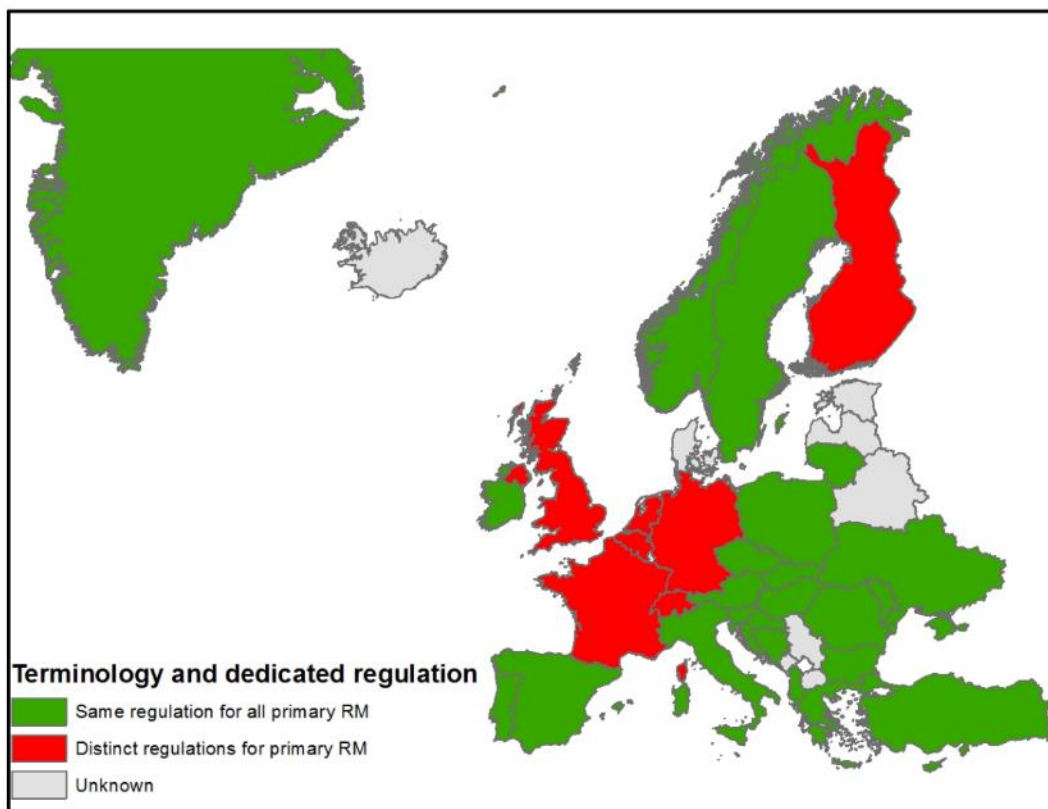 Terminology and dedicated regulation
Same regulation for all primary RM
Distinct regulations for primary RM
Unknown